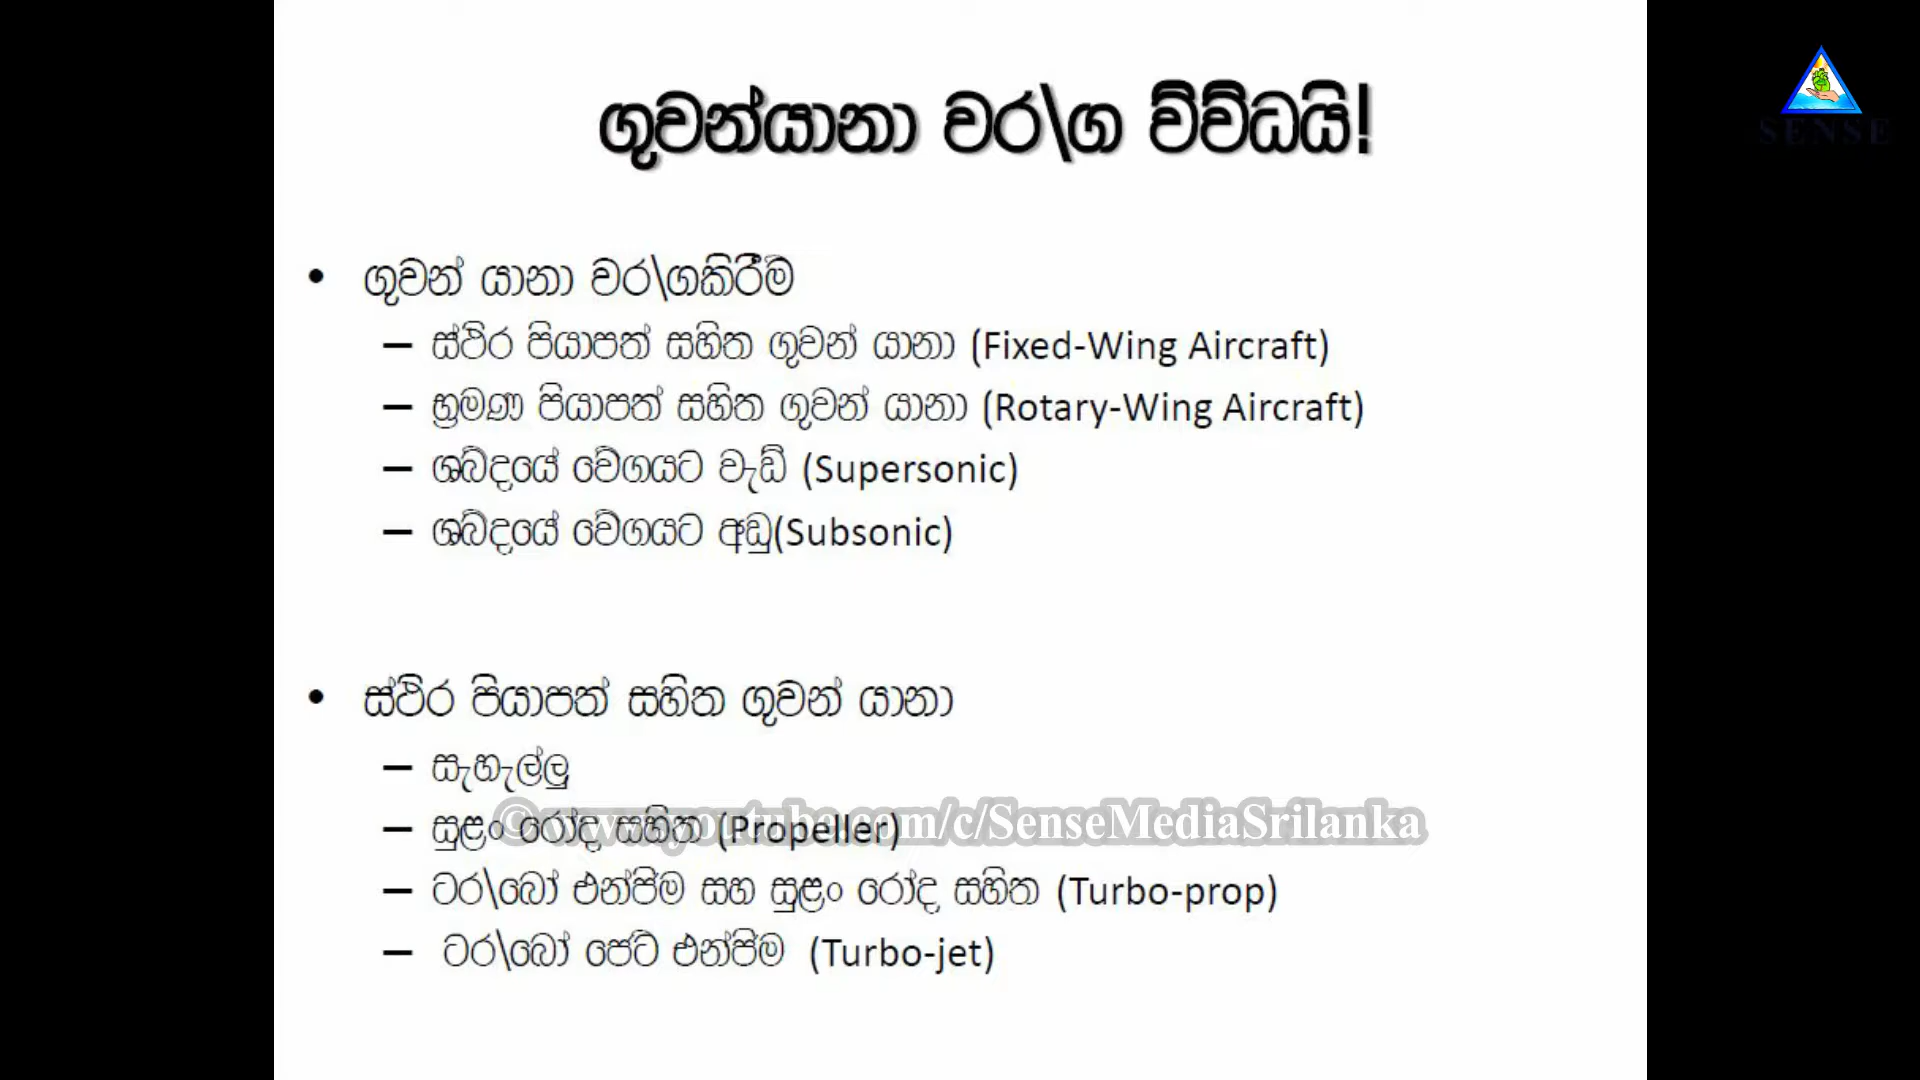 ගුවන්යානා වර\ග විවිධයි!
SENSE
• ගුවන් යානා වර\ගකිරීම
– ස්ථිර පියාපත් සහිත ගුවන් යානා (Fixed-Wing Aircraft)
– භ්‍රමණ පියාපත් සහිත ගුවන් යානා (Rotary-Wing Aircraft)
– ශබ්දයේ වේගයට වැඩි (Supersonic)
– ශබ්දයේ වේගයට අඩු(Subsonic)
• ස්ථිර පියාපත් සහිත ගුවන් යානා
– සැහැල්ලු
– සුළං රෝද සහිත (Propeller)
© www.youtube.com/c/SenseMediaSrilanka
– ටර\බෝ එන්ජිම සහ සුළං රෝද සහිත (Turbo-prop)
– ටර\බෝ ජෙට් එන්ජිම (Turbo-jet)